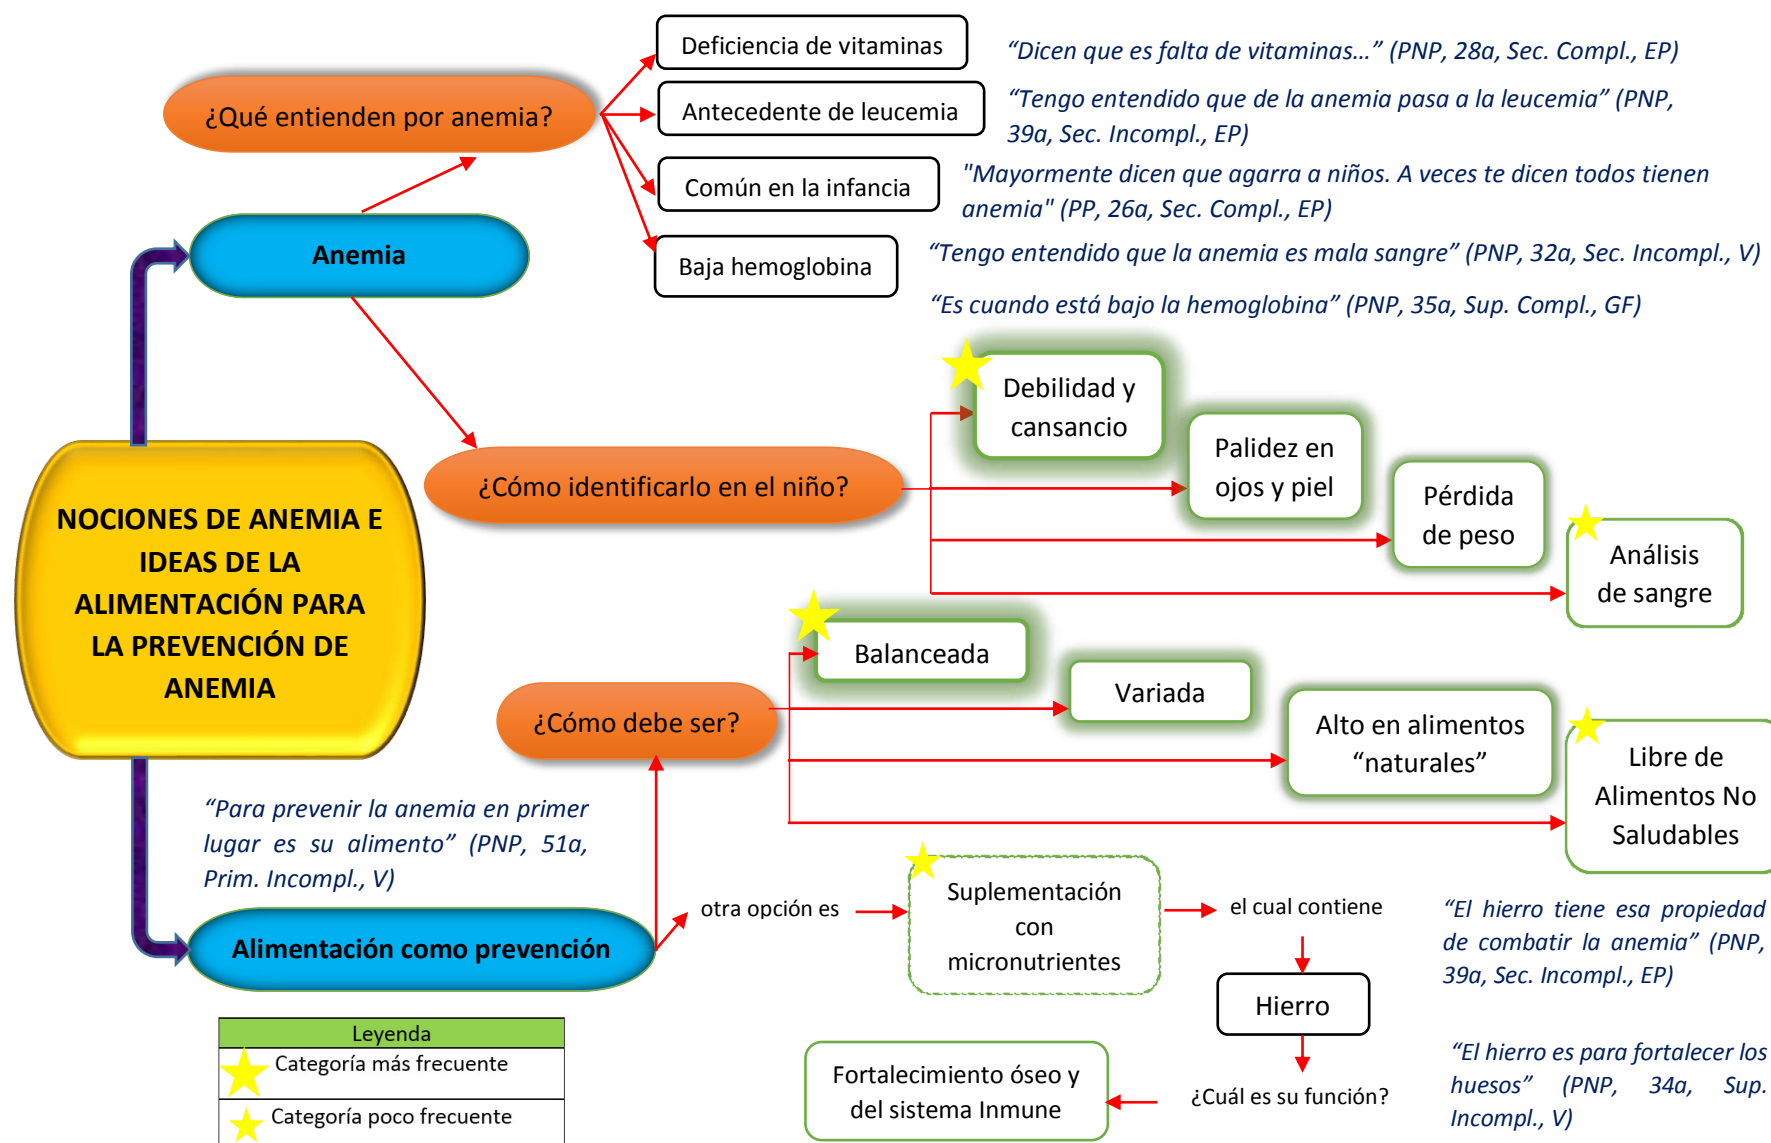 Deficiencia de vitaminas
“Dicen que es falta de vitaminas…” (PNP, 28a, Sec. Compl., EP)
¿Qué entienden por anemia?
Antecedente de leucemia
“Tengo entendido que de la anemia pasa a la leucemia” (PNP,
39a, Sec. Incompl., EP)
Común en la infancia
"Mayormente dicen que agarra a niños. A veces te dicen todos tienen
anemia" (PP, 26a, Sec. Compl., EP)
Anemia
Baja hemoglobina
“Tengo entendido que la anemia es mala sangre” (PNP, 32a, Sec. Incompl., V)
“Es cuando está bajo la hemoglobina” (PNP, 35a, Sup. Compl., GF)
¿Cómo identificarlo en el niño?
Debilidad y
cansancio
Palidez en
ojos y piel
Pérdida
de peso
Análisis
de sangre
NOCIONES DE ANEMIA E
IDEAS DE LA
ALIMENTACIÓN PARA
LA PREVENCIÓN DE
ANEMIA
¿Cómo debe ser?
Balanceada
Variada
Alto en alimentos
“naturales”
Libre de
Alimentos No
Saludables
“Para prevenir la anemia en primer
lugar es su alimento” (PNP, 51a,
Prim. Incompl., V)
Alimentación como prevención
otra opción es
Suplementación
con
micronutrientes
el cual contiene
“El hierro tiene esa propiedad
de combatir la anemia” (PNP,
39a, Sec. Incompl., EP)
Hierro
¿Cuál es su función?
“El hierro es para fortalecer los
huesos” (PNP, 34a, Sup.
Incompl., V)
Fortalecimiento óseo y
del sistema Inmune
Leyenda
Categoría más frecuente
Categoría poco frecuente